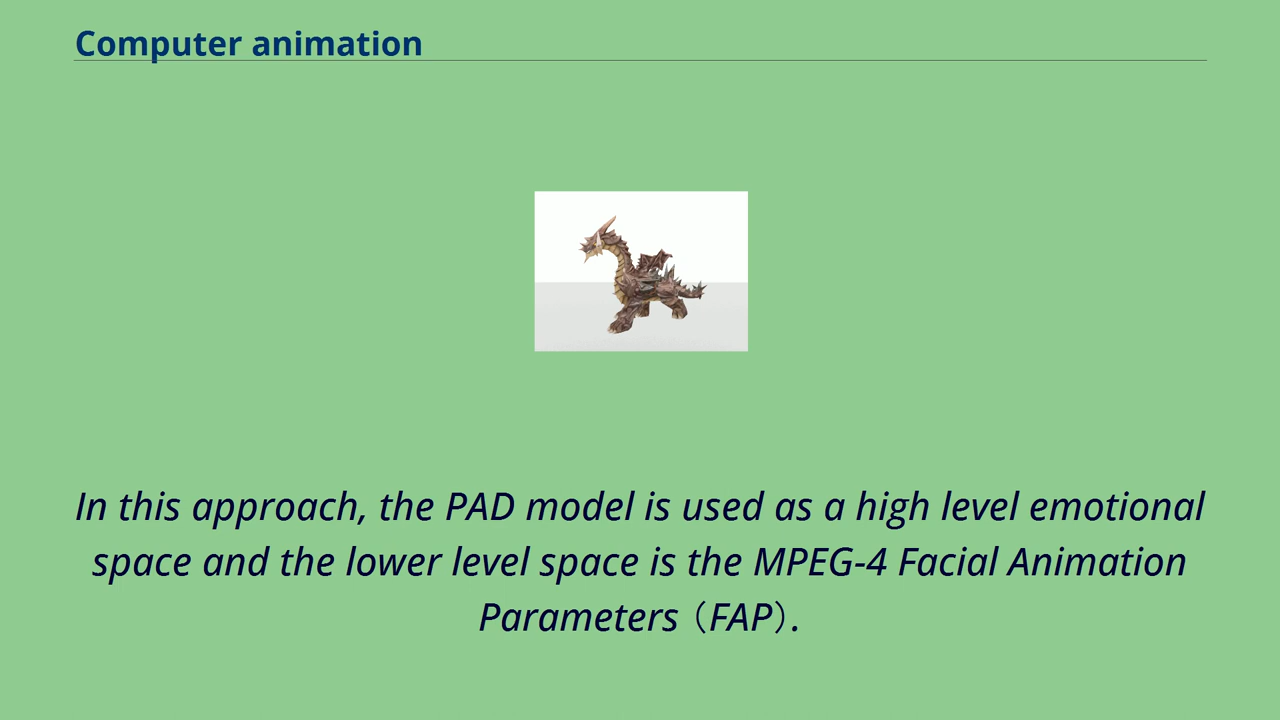 Computer animation
In this approach, the PAD model is used as a high level emotional
space and the lower level space is the MPEG-4 Facial Animation
Parameters（FAP）.